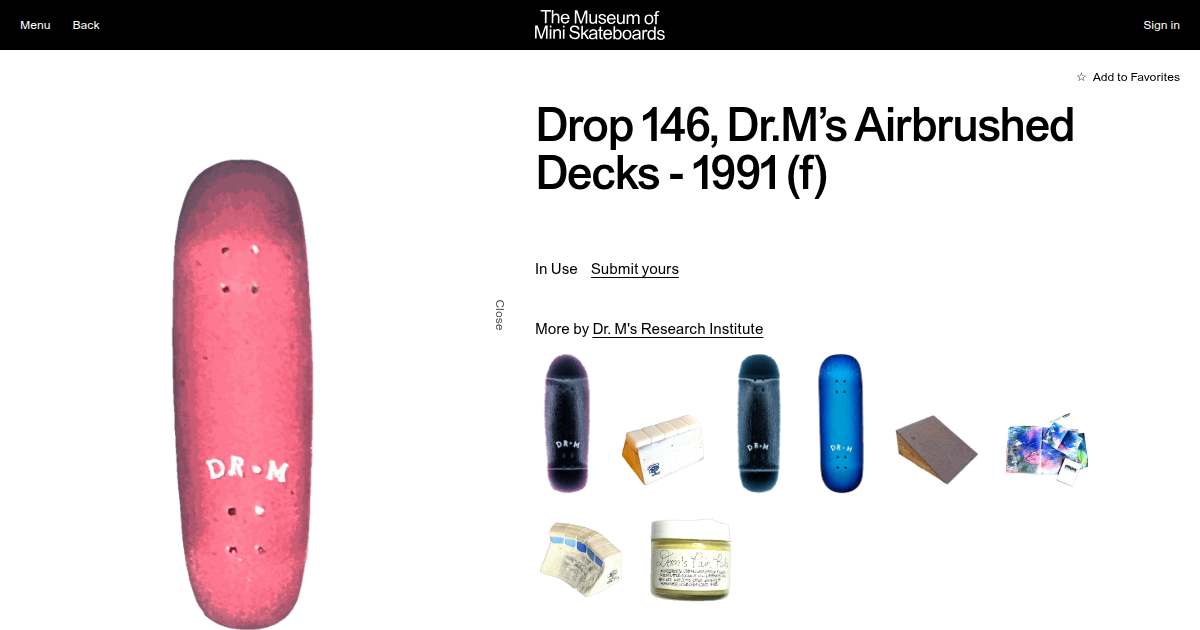 Menu
Back
The Museum of
Mini Skateboards
Sign in
☆ Add to Favorites
Drop 146, Dr.M’s Airbrushed
Decks - 1991 (f)
In Use Submit yours
Close
More by Dr. M's Research Institute
DR•M
DR•M
DR•M
DR•M